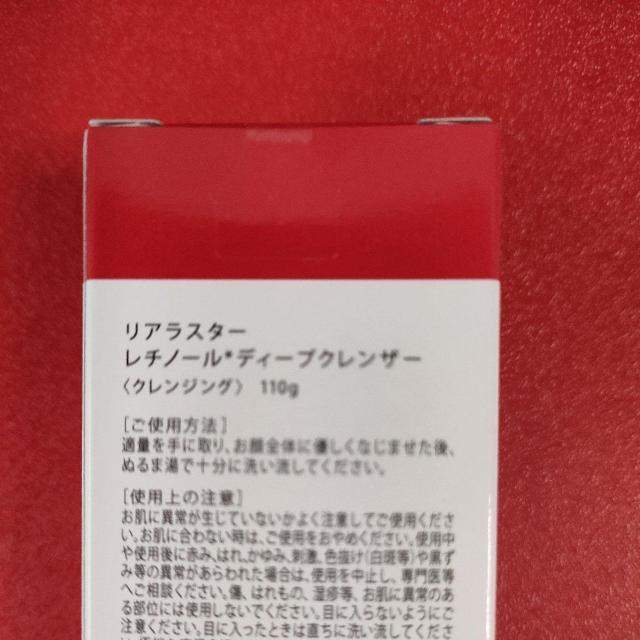 リアラスター
レチノール*ディープクレンザー
〈クレンジング〉 110g
[ご使用方法]
適量を手に取り、お顔全体に優しくなじませた後、
ぬるま湯で十分に洗い流してください。
[使用上の注意]
お肌に異常が生じていないかよく注意してご使用くださ
い。お肌に合わない時は、ご使用をおやめください。使用中
や使用後に赤み、はれ、かゆみ、刺激、色抜け(白斑等)や黒ず
み等の異常があらわれた場合は、使用を中止し、専門医等
へご相談ください。傷、はれもの、湿疹等、お肌に異常のあ
る部位には使用しないでください。目に入らないようにご
注意ください。目に入ったときは直ちに洗い流してくださ